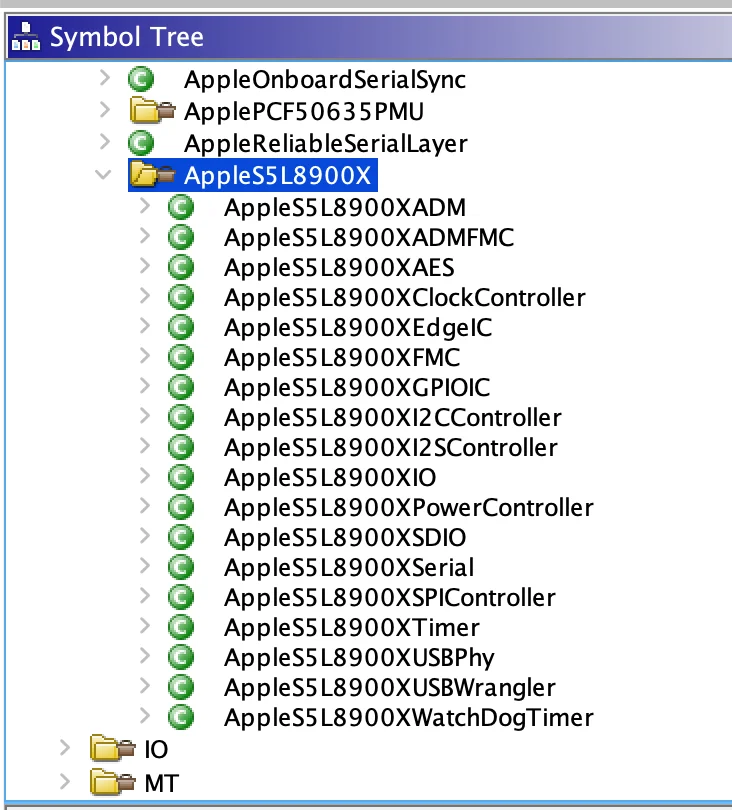 Symbol Tree
AppleOnboardSerialSync
ApplePCF50635PMU
AppleReliableSerialLayer
AppleS5L8900X
AppleS5L8900XADM
AppleS5L8900XADMFMC
AppleS5L8900XAES
AppleS5L8900XClockController
AppleS5L8900XEdgeIC
AppleS5L8900XFMC
AppleS5L8900XGPIOIC
AppleS5L8900XI2CController
AppleS5L8900XI2SController
AppleS5L8900XIO
AppleS5L8900XPowerController
AppleS5L8900XSDIO
AppleS5L8900XSerial
AppleS5L8900XSPIController
AppleS5L8900XTimer
AppleS5L8900XUSBPhy
AppleS5L8900XUSBWrangler
AppleS5L8900XWatchDogTimer
IO
MT